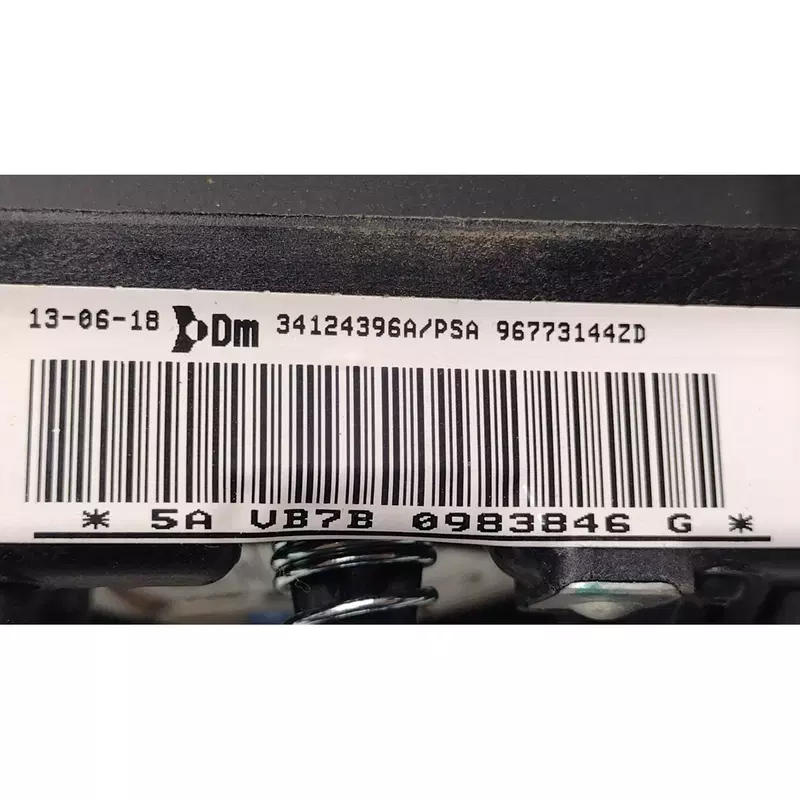 13-06-18 Dm 34124396A/PSA 96773144ZD
* 5A VB7B 0983846 G *